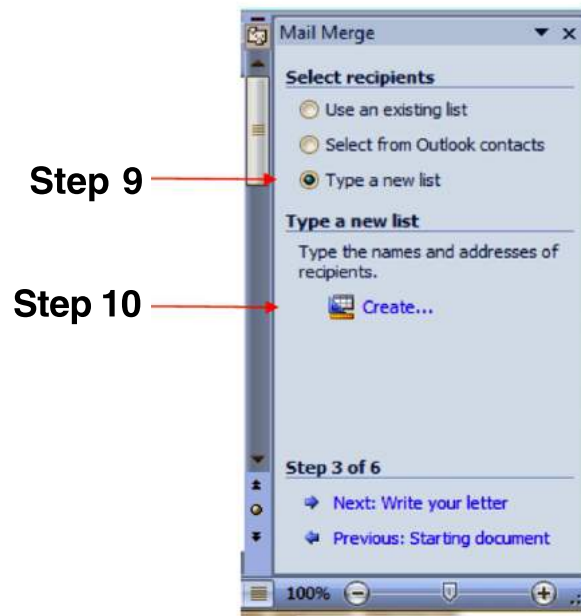 Mail Merge
Select recipients
Use an existing list
Select from Outlook contacts
Step 9
Type a new list
Type a new list
Type the names and addresses of
recipients.
Step 10
Create...
Step 3 of 6
Next: Write your letter
Previous: Starting document
100%